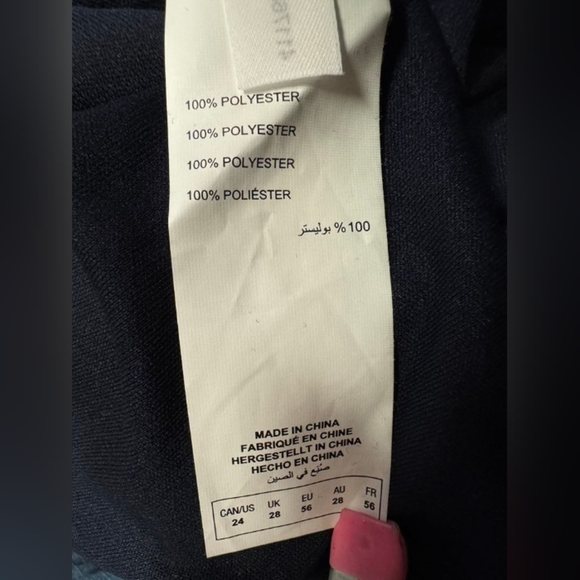 100% POLYESTER
100% POLYESTER
100% POLYESTER
100% POLIÉSTER
100 % بوليستر
MADE IN CHINA
FABRIQUÉ EN CHINE
HERGESTELLT IN CHINA
HECHO EN CHINA
صُنِع في الصين
CAN/US UK EU AU FR
24 28 56 28 56